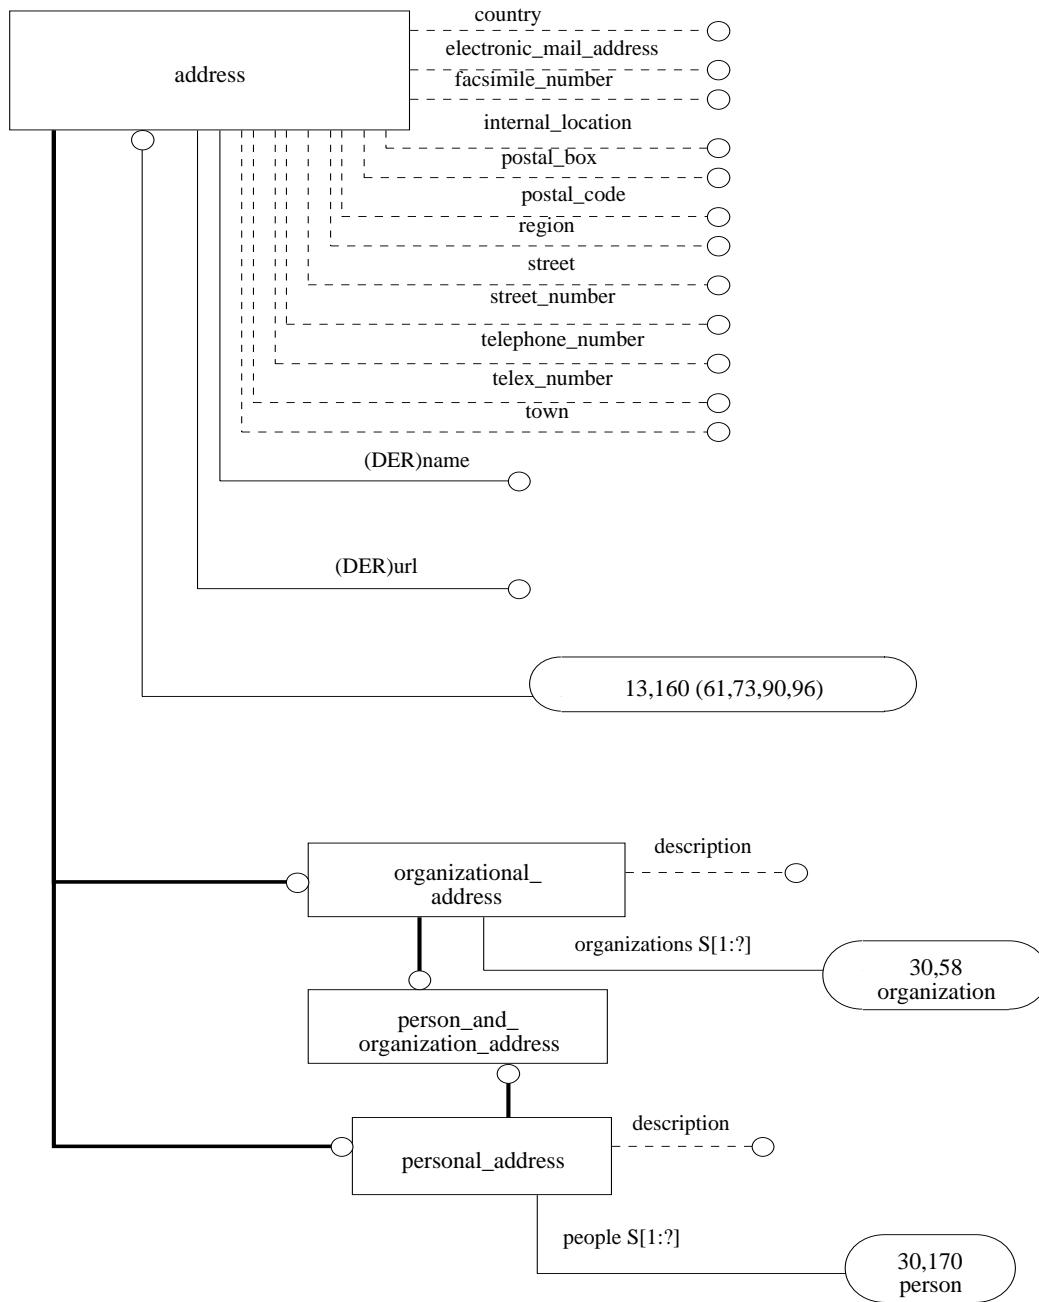 country
electronic_mail_address
address
facsimile_number
internal_location
postal_box
postal_code
region
street
street_number
telephone_number
telex_number
town
(DER)name
(DER)url
13,160 (61,73,90,96)
description
organizational_
address
organizations S[1:?]
30,58
organization
person_and_
organization_address
description
personal_address
people S[1:?]
30,170
person